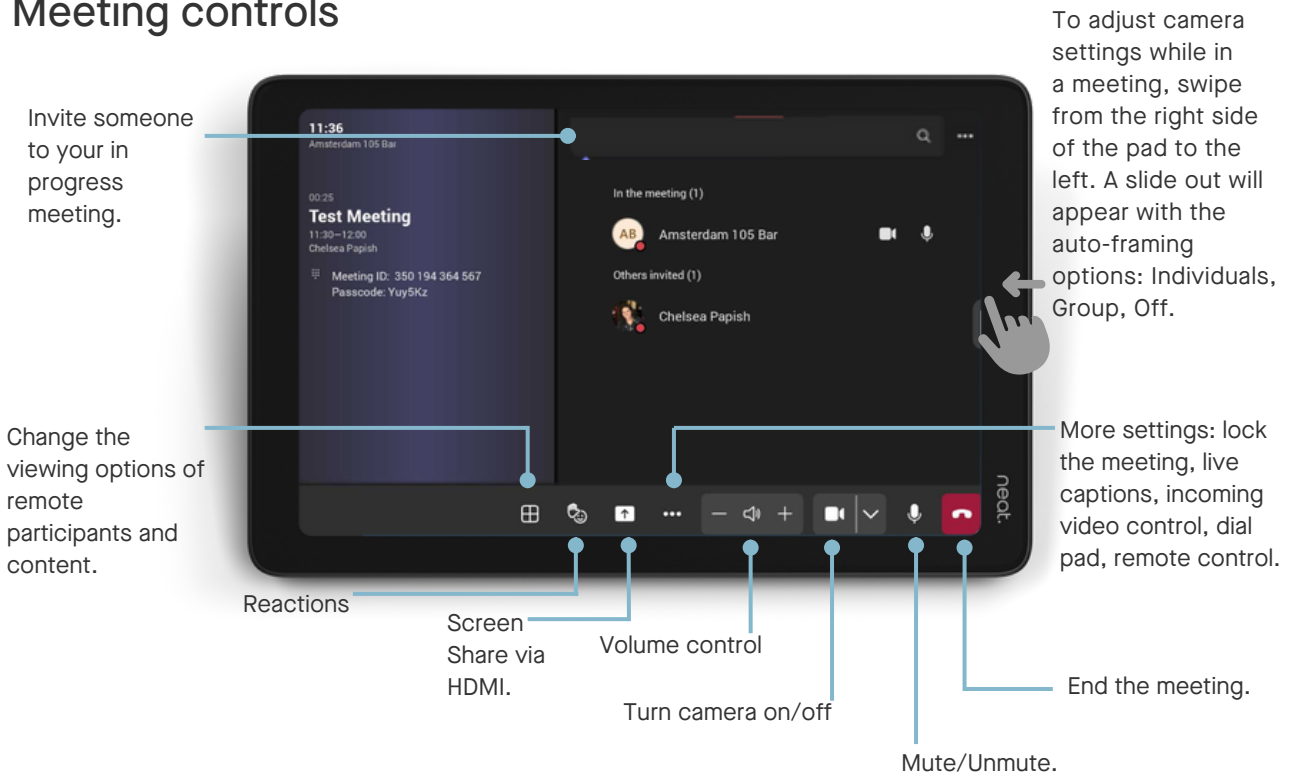 Meeting controls
To adjust camera
settings while in
a meeting, swipe
from the right side
of the pad to the
left. A slide out will
appear with the
auto-framing
options: Individuals,
Group, Off.
Invite someone
to your in
progress
meeting.
11:36
Amsterdam 105 Bar
00:25
Test Meeting
11:30—12:00
Chelsea Papish
Meeting ID: 350 194 364 567
Passcode: Yuy5Kz
In the meeting (1)
AB
Amsterdam 105 Bar
Others invited (1)
Chelsea Papish
Change the
viewing options of
remote
participants and
content.
More settings: lock
the meeting, live
captions, incoming
video control, dial
pad, remote control.
neat.
Reactions
Screen
Share via
HDMI.
Volume control
Turn camera on/off
End the meeting.
Mute/Unmute.